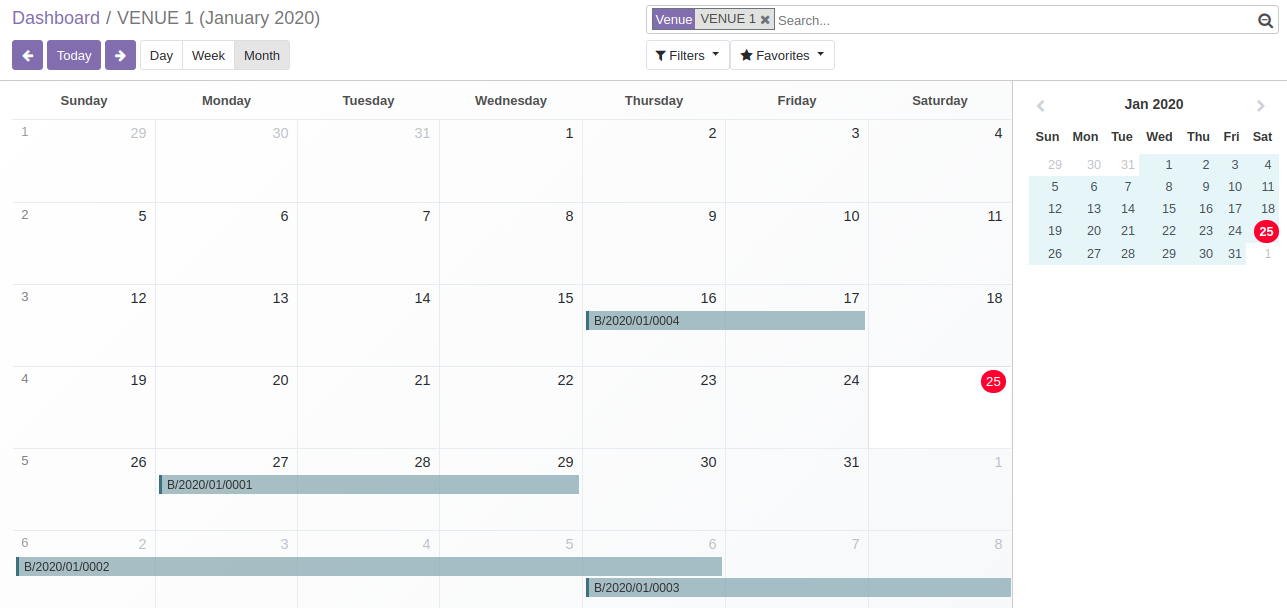 Dashboard / VENUE 1 (January 2020)
Venue VENUE 1 Search...
Today Day Week Month
Filters Favorites
Sunday Monday Tuesday Wednesday Thursday Friday Saturday
1 29 30 31 1 2 3 4
2 5 6 7 8 9 10 11
3 12 13 14 15 16 17 18
B/2020/01/0004
4 19 20 21 22 23 24 25
5 26 27 28 29 30 31 1
B/2020/01/0001
6 2 3 4 5 6 7 8
B/2020/01/0002
B/2020/01/0003
Jan 2020
Sun Mon Tue Wed Thu Fri Sat
29 30 31 1 2 3 4
5 6 7 8 9 10 11
12 13 14 15 16 17 18
19 20 21 22 23 24 25
26 27 28 29 30 31 1